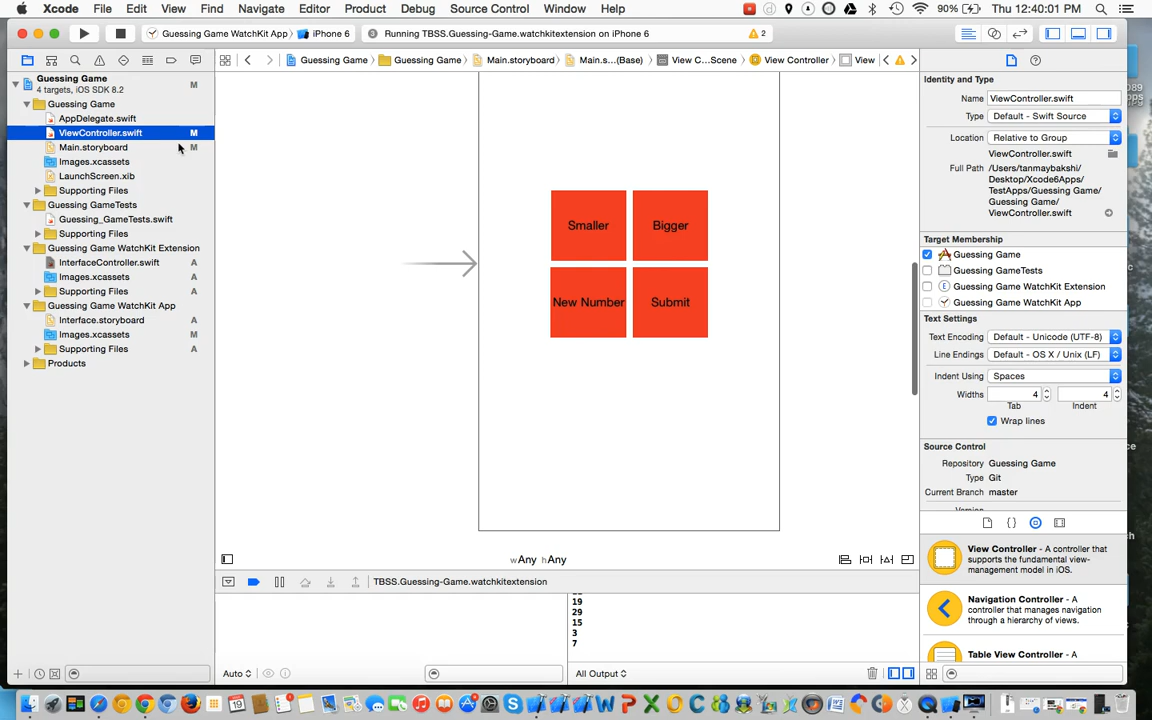 Xcode File Edit View Find Navigate Editor Product Debug Source Control Window Help 90% Thu 12:40:01 PM
Guessing Game WatchKit App iPhone 6 Running TBSS.Guessing-Game.watchkitextension on iPhone 6 2
Guessing Game Guessing Game Main.storyboard Main.s...(Base) View C...Scene View Controller View
Guessing Game M
4 targets, iOS SDK 8.2
Guessing Game
AppDelegate.swift
ViewController.swift M
Main.storyboard M
Images.xcassets
LaunchScreen.xib
Supporting Files
Guessing GameTests
Guessing_GameTests.swift
Supporting Files
Guessing Game WatchKit Extension
InterfaceController.swift A
Images.xcassets A
Supporting Files A
Guessing Game WatchKit App
Interface.storyboard A
Images.xcassets M
Supporting Files A
Products
Smaller Bigger
New Number Submit
wAny hAny
TBSS.Guessing-Game.watchkitextension
19
29
15
3
7
Auto
All Output
Identity and Type
Name ViewController.swift
Type Default - Swift Source
Location Relative to Group
ViewController.swift
Full Path /Users/tanmaybakshi/
Desktop/Xcode6Apps/
TestApps/Guessing Game/
Guessing Game/
ViewController.swift
Target Membership
Guessing Game
Guessing GameTests
Guessing Game WatchKit Extension
Guessing Game WatchKit App
Text Settings
Text Encoding Default - Unicode (UTF-8)
Line Endings Default - OS X / Unix (LF)
Indent Using Spaces
Widths 4 4
Tab Indent
Wrap lines
Source Control
Repository Guessing Game
Type Git
Current Branch master
View Controller - A controller that supports the fundamental view-management model in iOS.
Navigation Controller - A controller that manages navigation through a hierarchy of views.
Table View Controller - A